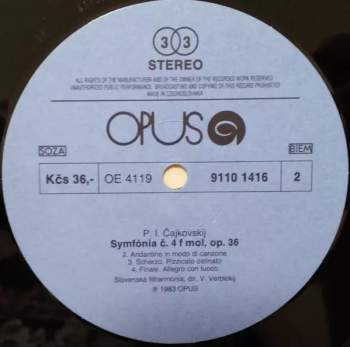 33
STEREO
ALL RIGHTS OF THE MANUFACTURER AND OF THE OWNER OF THE RECORDED WORK RESERVED
UNAUTHORIZED PUBLIC PERFORMANCE, BROADCASTING AND COPYING OF THIS RECORD PROHIBITED
MADE IN CZECHOSLOVAKIA
OPUS
SOZA BIEM
Kčs 36,- OE 4119 9110 1416 2
P. I. Čajkovskij
Symfónia č. 4 f mol, op. 36
2. Andantino in modo di canzone
3. Scherzo. Pizzicato ostinato
4. Finale. Allegro con fuoco
Slovenská filharmónia, dir. V. Verbickij
℗ 1983 OPUS